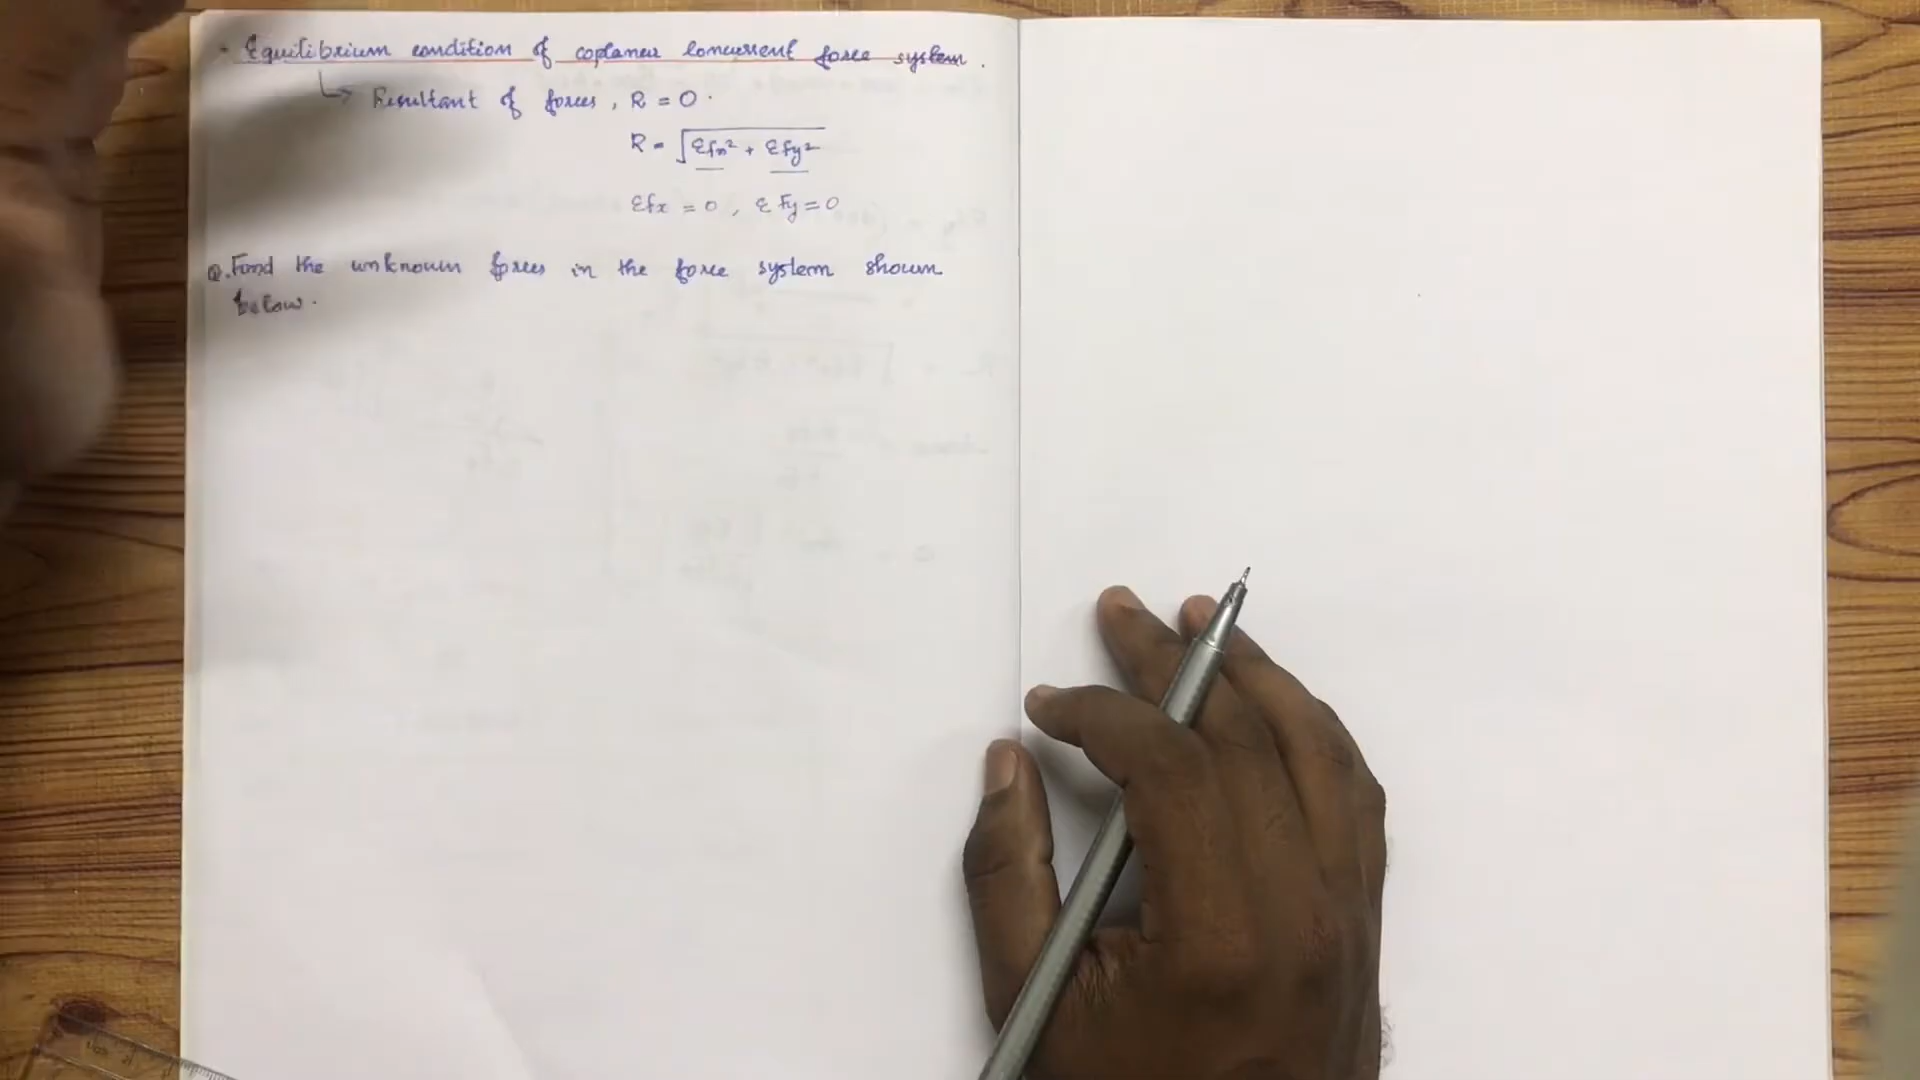 Equilibrium condition of coplanar concurrent force system.
↳ Resultant of forces, R = 0.
R = √(Σfx² + Σfy²)
Σfx = 0, Σfy = 0
Q. Find the unknown forces in the force system shown
below.